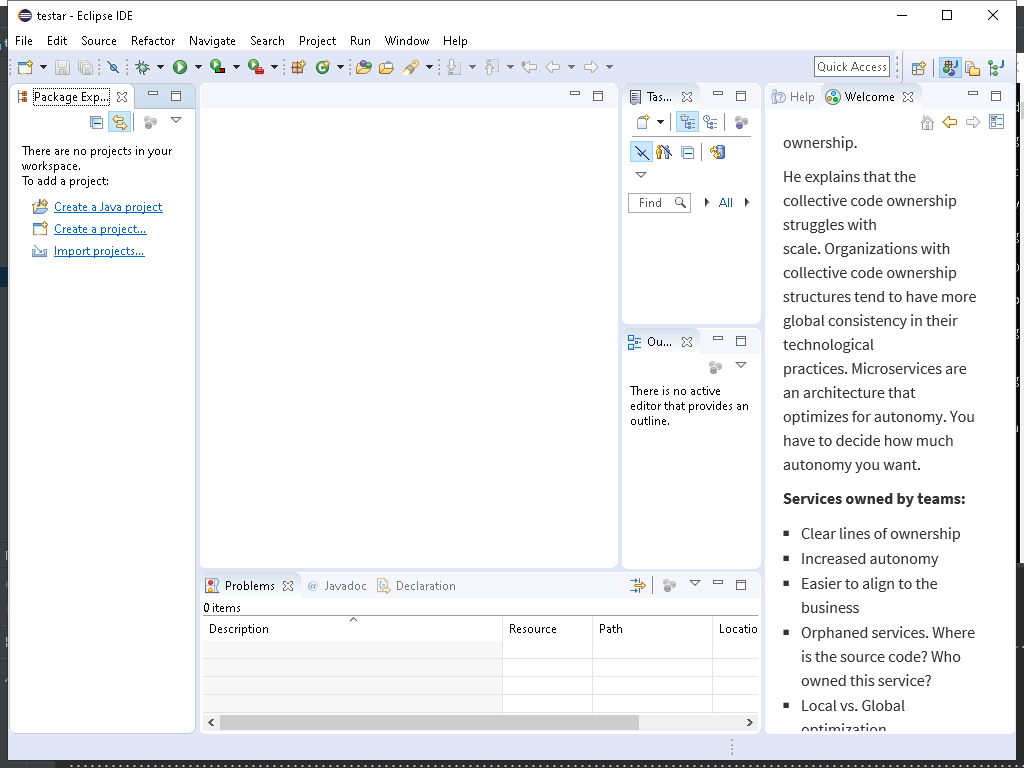 testar - Eclipse IDE
File Edit Source Refactor Navigate Search Project Run Window Help
Quick Access
Package Exp...
There are no projects in your
workspace.
To add a project:
Create a Java project
Create a project...
Import projects...
Tas...
Find
All
Ou...
There is no active
editor that provides an
outline.
Help
Welcome
ownership.
He explains that the
collective code ownership
struggles with
scale. Organizations with
collective code ownership
structures tend to have more
global consistency in their
technological
practices. Microservices are
an architecture that
optimizes for autonomy. You
have to decide how much
autonomy you want.
Services owned by teams:
Clear lines of ownership
Increased autonomy
Easier to align to the
business
Orphaned services. Where
is the source code? Who
owned this service?
Local vs. Global
optimization
Problems @ Javadoc Declaration
0 items
Description Resource Path Locatio